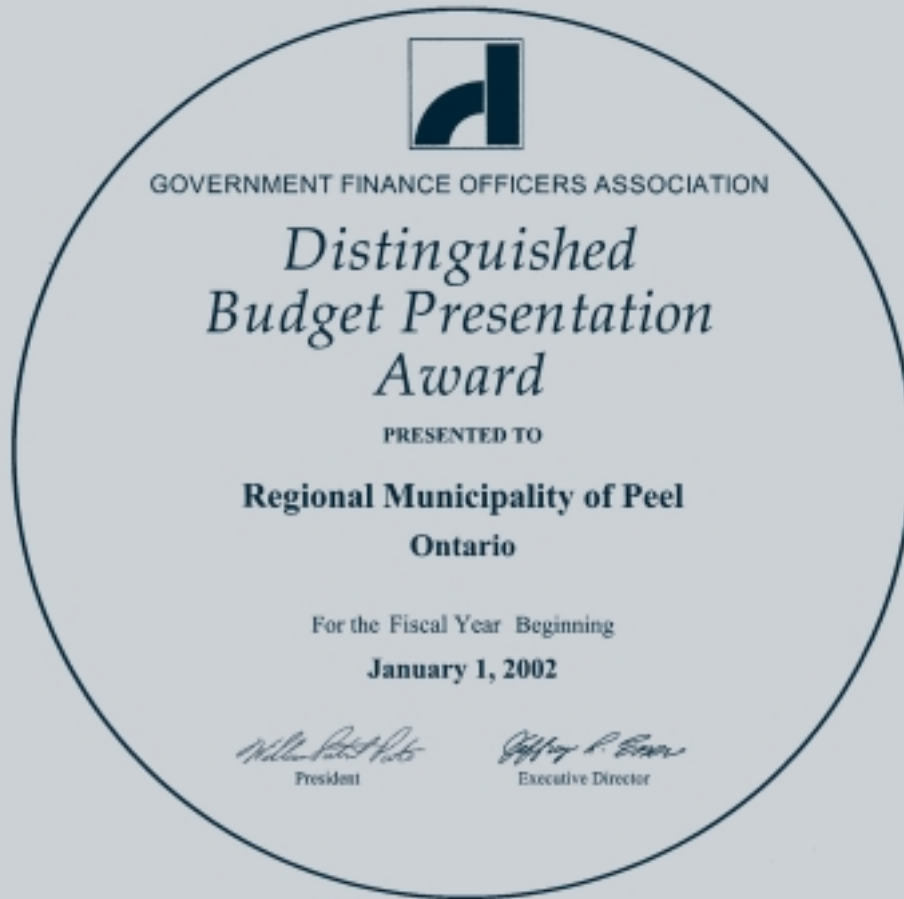 GOVERNMENT FINANCE OFFICERS ASSOCIATION
Distinguished
Budget Presentation
Award
PRESENTED TO
Regional Municipality of Peel
Ontario
For the Fiscal Year Beginning
January 1, 2002
President
Executive Director